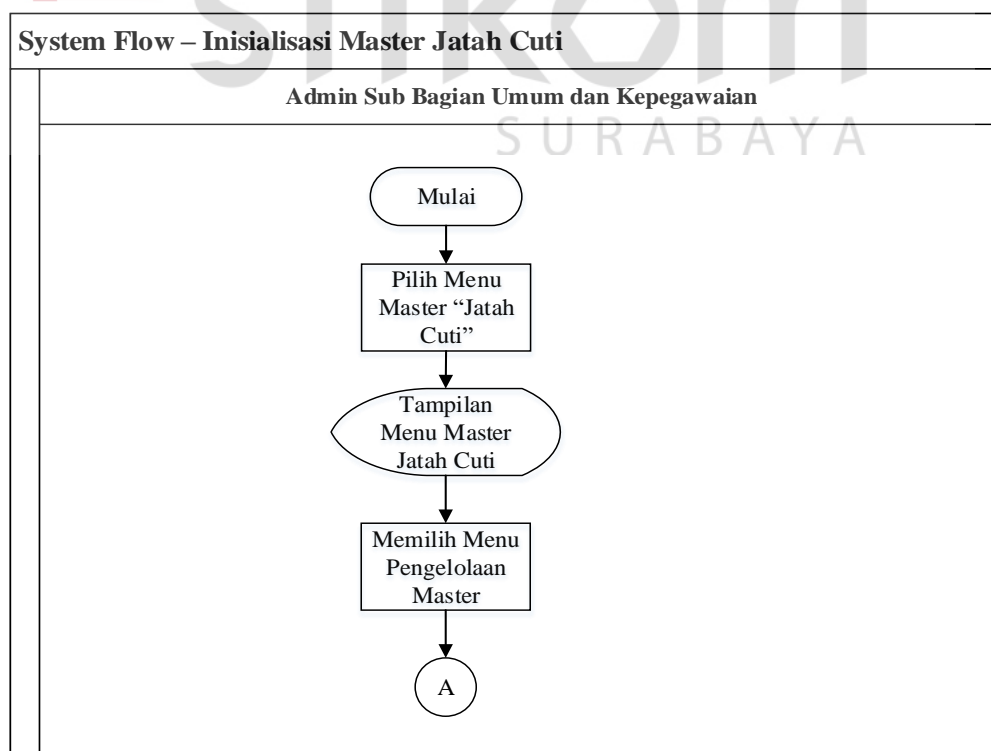 stikom
System Flow – Inisialisasi Master Jatah Cuti
Admin Sub Bagian Umum dan Kepegawaian
SURABAYA
Mulai
Pilih Menu
Master “Jatah
Cuti”
Tampilan
Menu Master
Jatah Cuti
Memilih Menu
Pengelolaan
Master
A